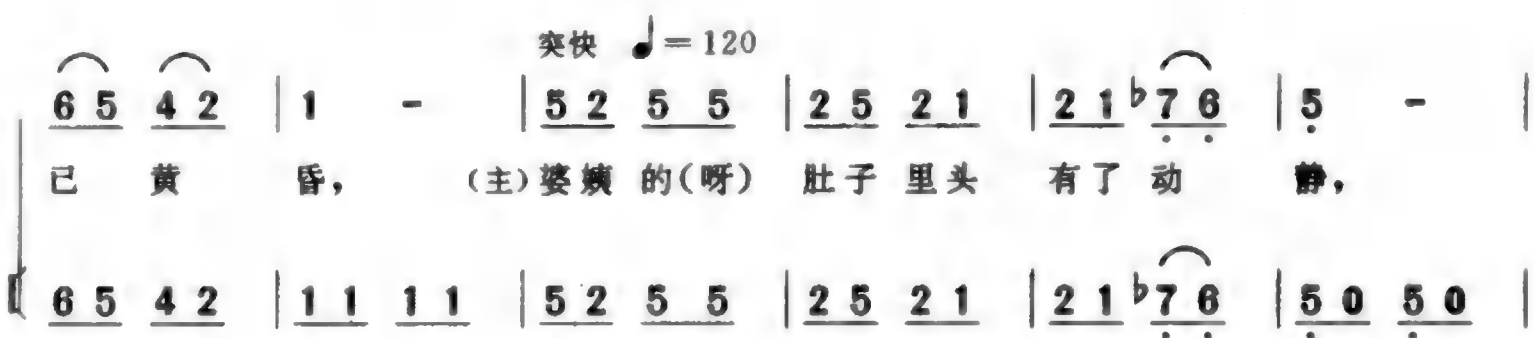 突快 ♩=120
6 5 4 2 | 1 - | 5 2 5 5 | 2 5 2 1 | 2 1 ♭7 6 | 5 - |
已 黄 昏， (主)婆姨 的(呀) 肚子 里头 有了 动 静，
6 5 4 2 | 1 1 1 1 | 5 2 5 5 | 2 5 2 1 | 2 1 ♭7 6 | 5 0 5 0 |